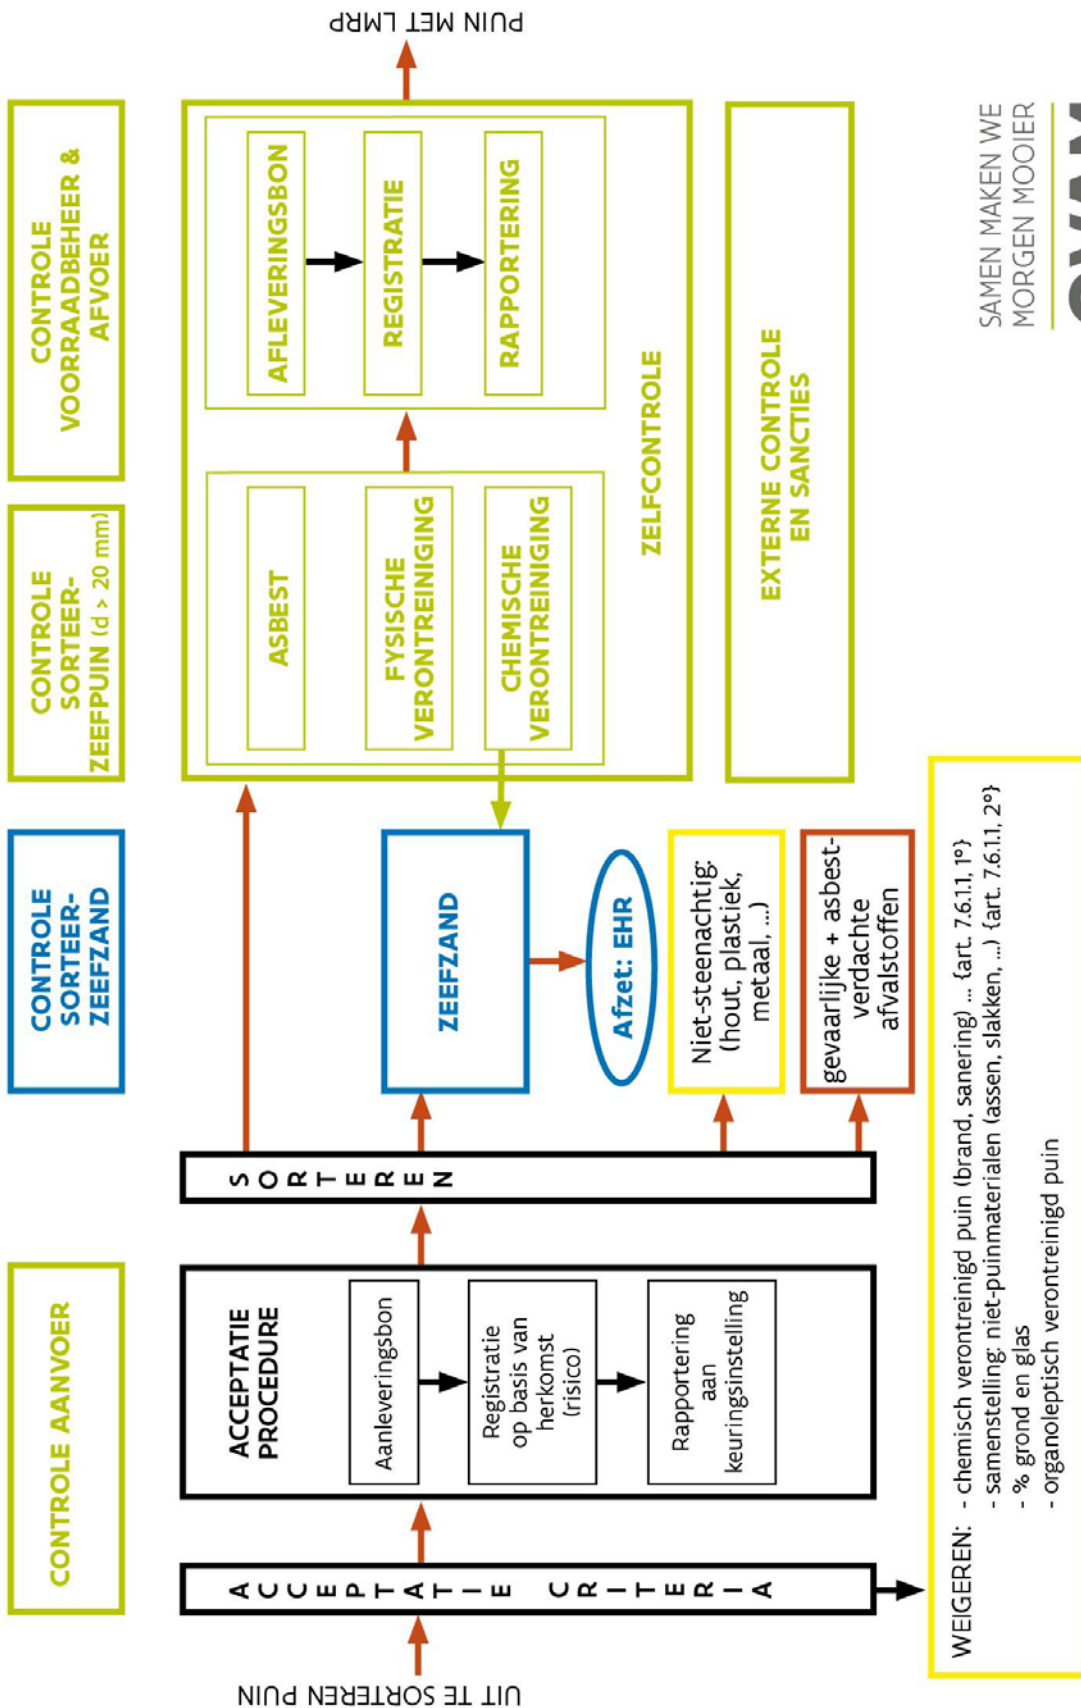 CONTROLE AANVOER
CONTROLE
SORTEER-
ZEEFZAND
CONTROLE
SORTEER-
ZEEFPUIN (d > 20 mm)
CONTROLE
VOORRAADBEHEER &
AFVOER
UIT TE SORTEREN PUIN
ACCEPTATIE CRITERIA
ACCEPTATIE
PROCEDURE
Aanleveringsbon
Registratie
op basis van
herkomst
(risico)
Rapportering
aan
keuringsinstelling
SORTEREN
ZEEFZAND
Afzet: EHR
Niet-steenachtig:
(hout, plastiek,
metaal, ...)
gevaarlijke + asbest-
verdachte
afvalstoffen
ASBEST
FYSISCHE
VERONTREINIGING
CHEMISCHE
VERONTREINIGING
AFLEVERINGSBON
REGISTRATIE
RAPPORTERING
ZELFCONTROLE
PUIN MET LMRP
EXTERNE CONTROLE
EN SANCTIES
WEIGEREN: - chemisch verontreinigd puin (brand, sanering) ... {art. 7.6.1.1, 1°}
- samenstelling: niet-puinmaterialen (assen, slakken, ...) {art. 7.6.1.1, 2°}
- % grond en glas
- organoleptisch verontreinigd puin
SAMEN MAKEN WE
MORGEN MOOIER
OVAM